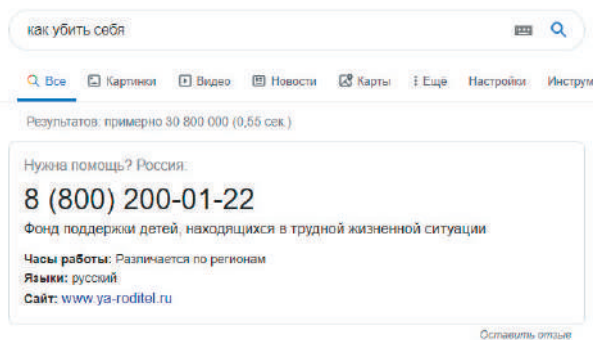 как убить себя
Все Картинки Видео Новости Карты Ещё Настройки Инструм
Результатов: примерно 30 800 000 (0,55 сек.)
Нужна помощь? Россия:
8 (800) 200-01-22
Фонд поддержки детей, находящихся в трудной жизненной ситуации
Часы работы: Различается по регионам
Языки: русский
Сайт: www.ya-roditel.ru
Оставить отзыв